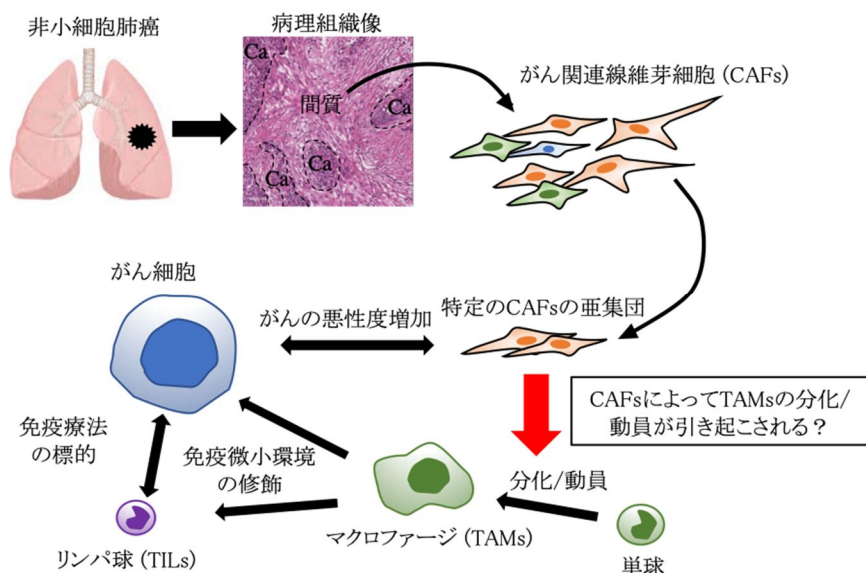 非小細胞肺癌
病理組織像
Ca
間質
Ca
Ca
Ca
がん関連線維芽細胞 (CAFs)
がん細胞
がんの悪性度増加
特定のCAFsの亜集団
CAFsによってTAMsの分化/
動員が引き起こされる?
免疫療法
の標的
免疫微小環境
の修飾
分化/動員
リンパ球 (TILs)
マクロファージ (TAMs)
単球